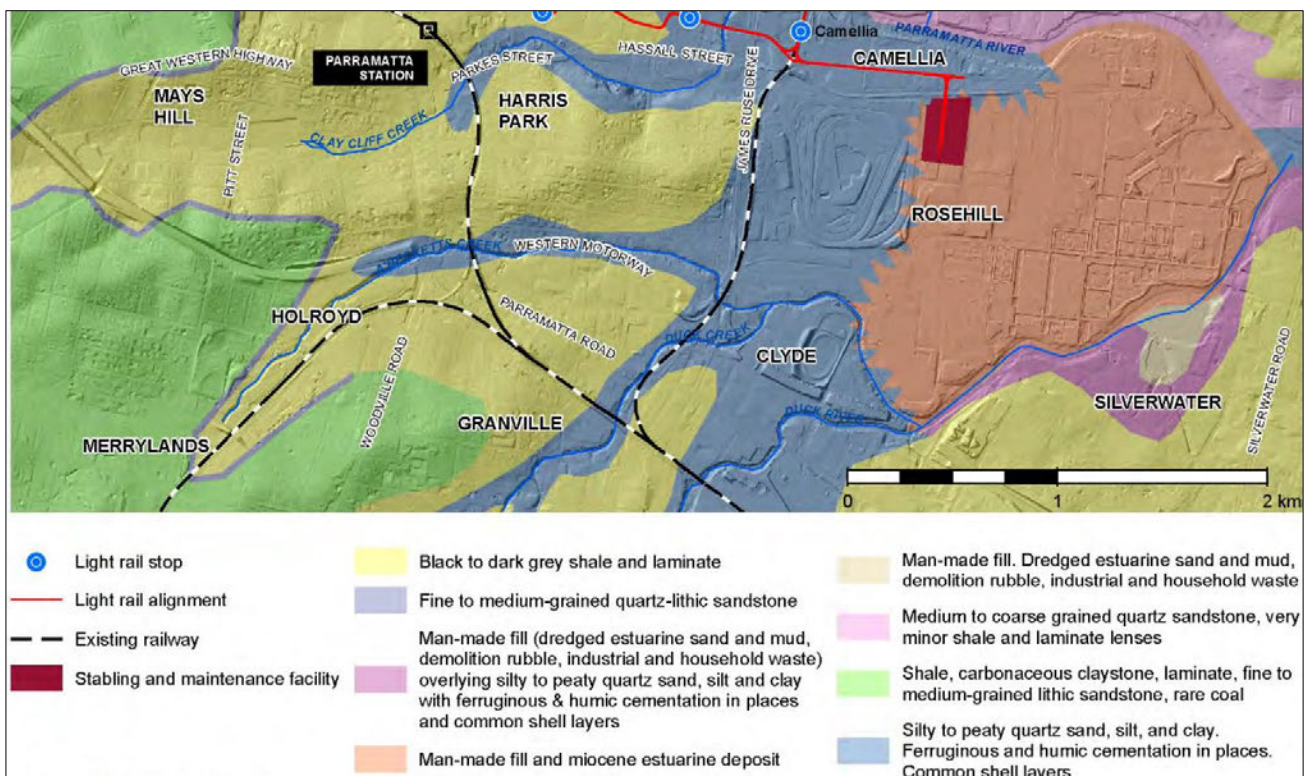 Camellia
PARRAMATTA RIVER
HASSALL STREET
CAMELLIA
GREAT WESTERN HIGHWAY
PARRAMATTA
STATION
PARKES STREET
MAYS
HILL
HARRIS
PARK
JAMES RUSE DRIVE
CLAY CLIFF CREEK
PITT STREET
ROSEHILL
WESTERN MOTORWAY
HOLROYD
PARRAMATTA ROAD
DUCK CREEK
CLYDE
WOODVILLE ROAD
SILVERWATER
SILVERWATER ROAD
DUCK RIVER
GRANVILLE
MERRYLANDS
0 1 2 km
Light rail stop
Light rail alignment
Existing railway
Stabling and maintenance facility
Black to dark grey shale and laminate
Fine to medium-grained quartz-lithic sandstone
Man-made fill (dredged estuarine sand and mud,
demolition rubble, industrial and household waste)
overlying silty to peaty quartz sand, silt and clay
with ferruginous & humic cementation in places
and common shell layers
Man-made fill and miocene estuarine deposit
Man-made fill. Dredged estuarine sand and mud,
demolition rubble, industrial and household waste
Medium to coarse grained quartz sandstone, very
minor shale and laminate lenses
Shale, carbonaceous claystone, laminate, fine to
medium-grained lithic sandstone, rare coal
Silty to peaty quartz sand, silt, and clay.
Ferruginous and humic cementation in places.
Common shell layers